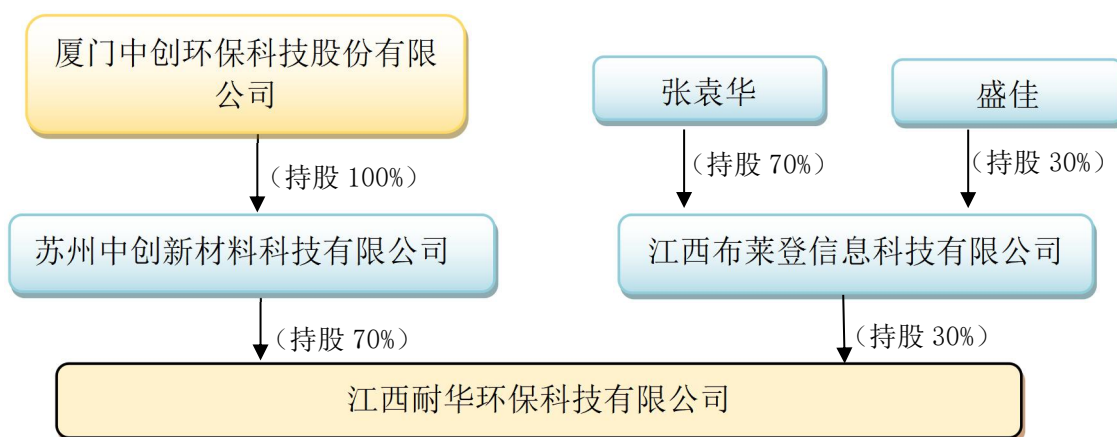 厦门中创环保科技股份有限
公司
张袁华
盛佳
（持股 100%）
（持股 70%）
（持股 30%）
苏州中创新材料科技有限公司
江西布莱登信息科技有限公司
（持股 70%）
（持股 30%）
江西耐华环保科技有限公司